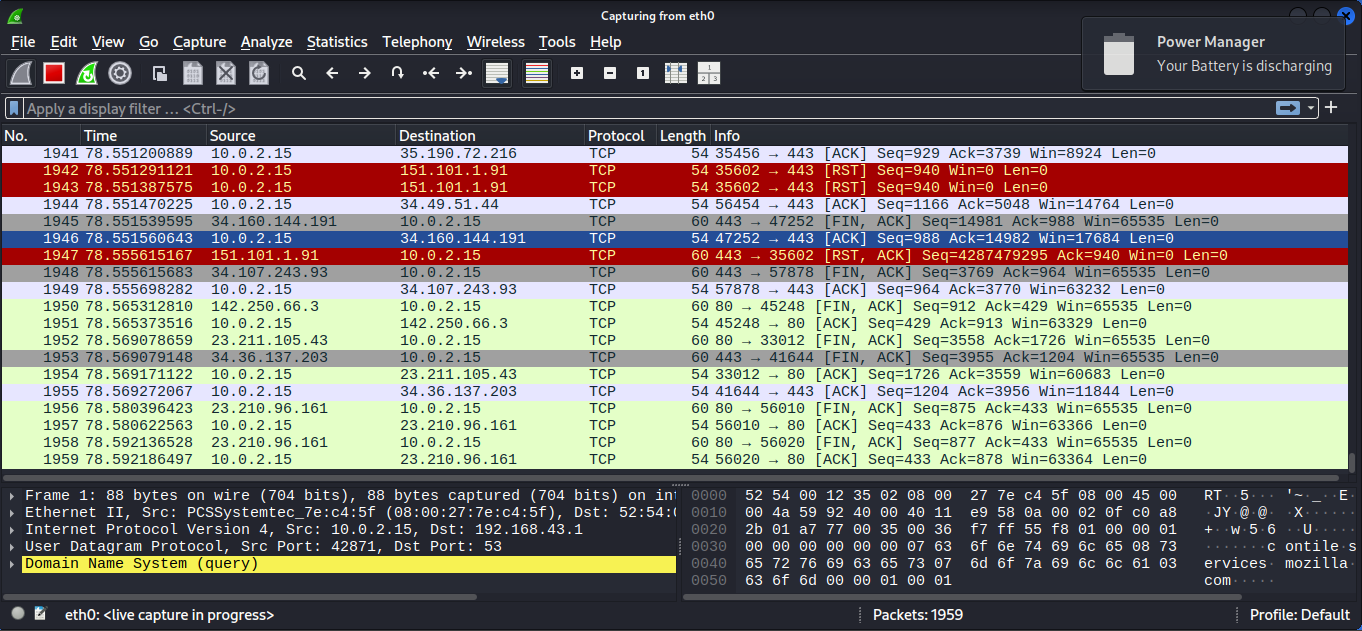 Capturing from eth0
File Edit View Go Capture Analyze Statistics Telephony Wireless Tools Help
Power Manager
Your Battery is discharging
Apply a display filter … <Ctrl-/>
No. Time Source Destination Protocol Length Info
1941 78.551200889 10.0.2.15 35.190.72.216 TCP 54 35456 → 443 [ACK] Seq=929 Ack=3739 Win=8924 Len=0
1942 78.551291121 10.0.2.15 151.101.1.91 TCP 54 35602 → 443 [RST] Seq=940 Win=0 Len=0
1943 78.551387575 10.0.2.15 151.101.1.91 TCP 54 35602 → 443 [RST] Seq=940 Win=0 Len=0
1944 78.551470225 10.0.2.15 34.49.51.44 TCP 54 56454 → 443 [ACK] Seq=1166 Ack=5048 Win=14764 Len=0
1945 78.551539595 34.160.144.191 10.0.2.15 TCP 60 443 → 47252 [FIN, ACK] Seq=14981 Ack=988 Win=65535 Len=0
1946 78.551560643 10.0.2.15 34.160.144.191 TCP 54 47252 → 443 [ACK] Seq=988 Ack=14982 Win=17684 Len=0
1947 78.555615167 151.101.1.91 10.0.2.15 TCP 60 443 → 35602 [RST, ACK] Seq=4287479295 Ack=940 Win=0 Len=0
1948 78.555615683 34.107.243.93 10.0.2.15 TCP 60 443 → 57878 [FIN, ACK] Seq=3769 Ack=964 Win=65535 Len=0
1949 78.555698282 10.0.2.15 34.107.243.93 TCP 54 57878 → 443 [ACK] Seq=964 Ack=3770 Win=63232 Len=0
1950 78.565312810 142.250.66.3 10.0.2.15 TCP 60 80 → 45248 [FIN, ACK] Seq=912 Ack=429 Win=65535 Len=0
1951 78.565373516 10.0.2.15 142.250.66.3 TCP 54 45248 → 80 [ACK] Seq=429 Ack=913 Win=63329 Len=0
1952 78.569078659 23.211.105.43 10.0.2.15 TCP 60 80 → 33012 [FIN, ACK] Seq=3558 Ack=1726 Win=65535 Len=0
1953 78.569079148 34.36.137.203 10.0.2.15 TCP 60 443 → 41644 [FIN, ACK] Seq=3955 Ack=1204 Win=65535 Len=0
1954 78.569171122 10.0.2.15 23.211.105.43 TCP 54 33012 → 80 [ACK] Seq=1726 Ack=3559 Win=60683 Len=0
1955 78.569272067 10.0.2.15 34.36.137.203 TCP 54 41644 → 443 [ACK] Seq=1204 Ack=3956 Win=11844 Len=0
1956 78.580396423 23.210.96.161 10.0.2.15 TCP 60 80 → 56010 [FIN, ACK] Seq=875 Ack=433 Win=65535 Len=0
1957 78.580622563 10.0.2.15 23.210.96.161 TCP 54 56010 → 80 [ACK] Seq=433 Ack=876 Win=63366 Len=0
1958 78.592136528 23.210.96.161 10.0.2.15 TCP 60 80 → 56020 [FIN, ACK] Seq=877 Ack=433 Win=65535 Len=0
1959 78.592186497 10.0.2.15 23.210.96.161 TCP 54 56020 → 80 [ACK] Seq=433 Ack=878 Win=63364 Len=0
Frame 1: 88 bytes on wire (704 bits), 88 bytes captured (704 bits) on int
Ethernet II, Src: PCSSystemtec_7e:c4:5f (08:00:27:7e:c4:5f), Dst: 52:54:0
Internet Protocol Version 4, Src: 10.0.2.15, Dst: 192.168.43.1
User Datagram Protocol, Src Port: 42871, Dst Port: 53
Domain Name System (query)
0000 52 54 00 12 35 02 08 00 27 7e c4 5f 08 00 45 00 RT··5··· '~·_··E·
0010 00 4a 59 92 40 00 40 11 e9 58 0a 00 02 0f c0 a8 ·JY·@·@· ·X······
0020 2b 01 a7 77 00 35 00 36 f7 ff 55 f8 01 00 00 01 +··w·5·6 ··U·····
0030 00 00 00 00 00 00 07 63 6f 6e 74 69 6c 65 08 73 ·······c ontile·s
0040 65 72 76 69 63 65 73 07 6d 6f 7a 69 6c 6c 61 03 ervices· mozilla·
0050 63 6f 6d 00 00 01 00 01 com·····
eth0: <live capture in progress>
Packets: 1959
Profile: Default